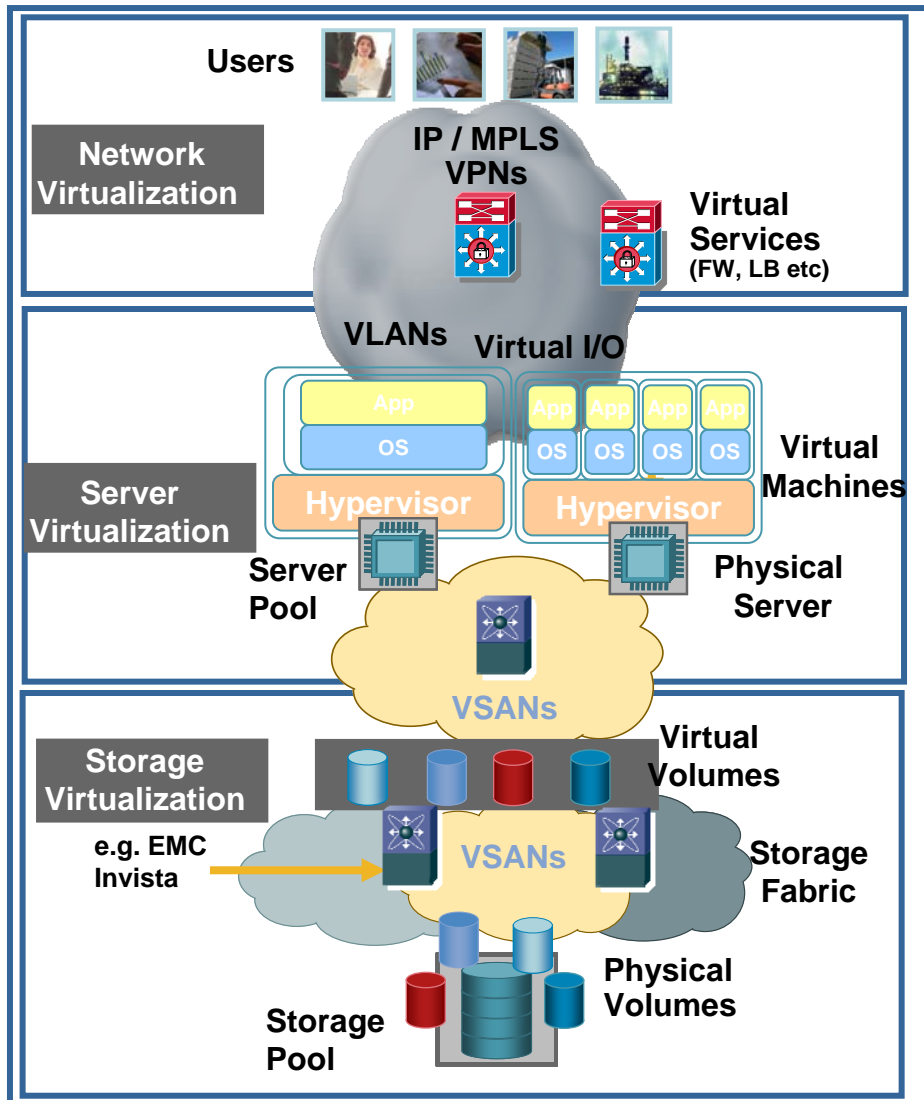 Users
IP / MPLS
VPNs
Network
Virtualization
Virtual
Services
(FW, LB etc)
VLANs
Virtual I/O
App
OS
Hypervisor
App App App App
OS OS OS OS
Hypervisor
Virtual
Machines
Server
Virtualization
Server
Pool
Physical
Server
VSANs
Virtual
Volumes
Storage
Virtualization
e.g. EMC
Invista
VSANs
Storage
Fabric
Physical
Volumes
Storage
Pool